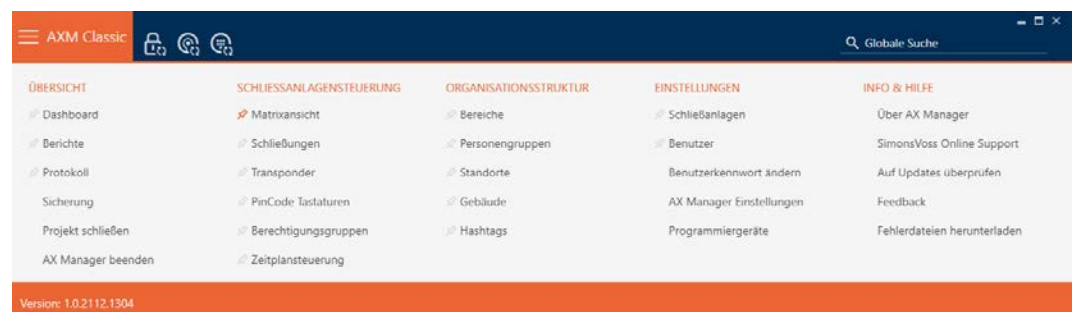 AXM Classic
Globale Suche
ÜBERSICHT
Dashboard
Berichte
Protokoll
Sicherung
Projekt schließen
AX Manager beenden
SCHLIESSANLAGENSTEUERUNG
Matrixansicht
Schließungen
Transponder
PinCode Tastaturen
Berechtigungsgruppen
Zeitplansteuerung
ORGANISATIONSSTRUKTUR
Bereiche
Personengruppen
Standorte
Gebäude
Hashtags
EINSTELLUNGEN
Schließanlagen
Benutzer
Benutzerkennwort ändern
AX Manager Einstellungen
Programmiergeräte
INFO & HILFE
Über AX Manager
SimonsVoss Online Support
Auf Updates überprüfen
Feedback
Fehlerdateien herunterladen
Version: 1.0.2112.1304